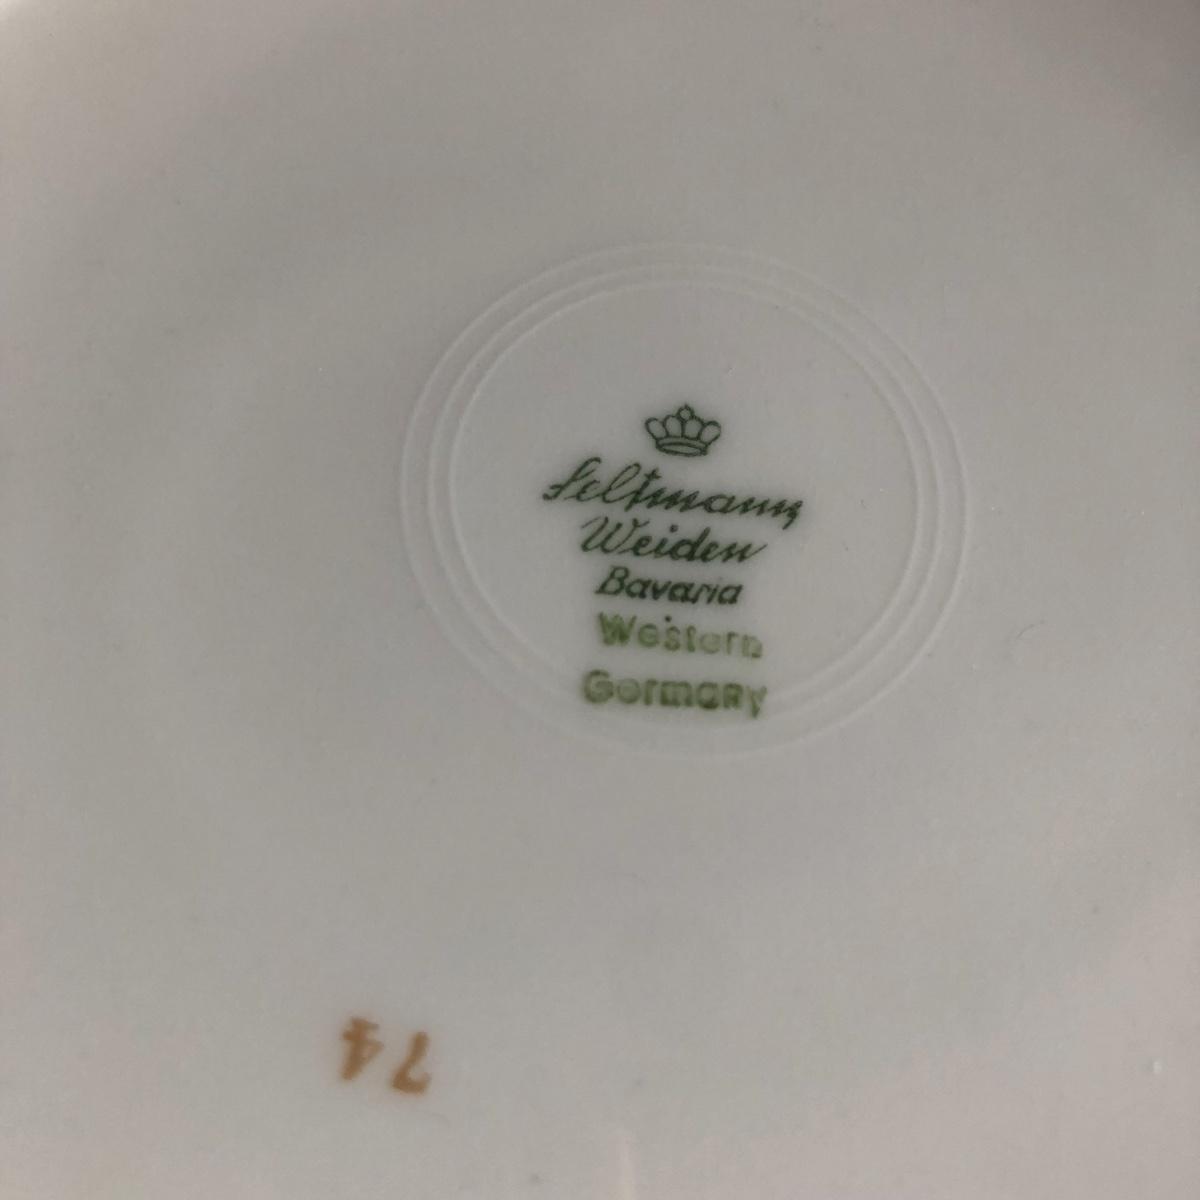 Seltmann
Weiden
Bavaria
Western
Germany
74